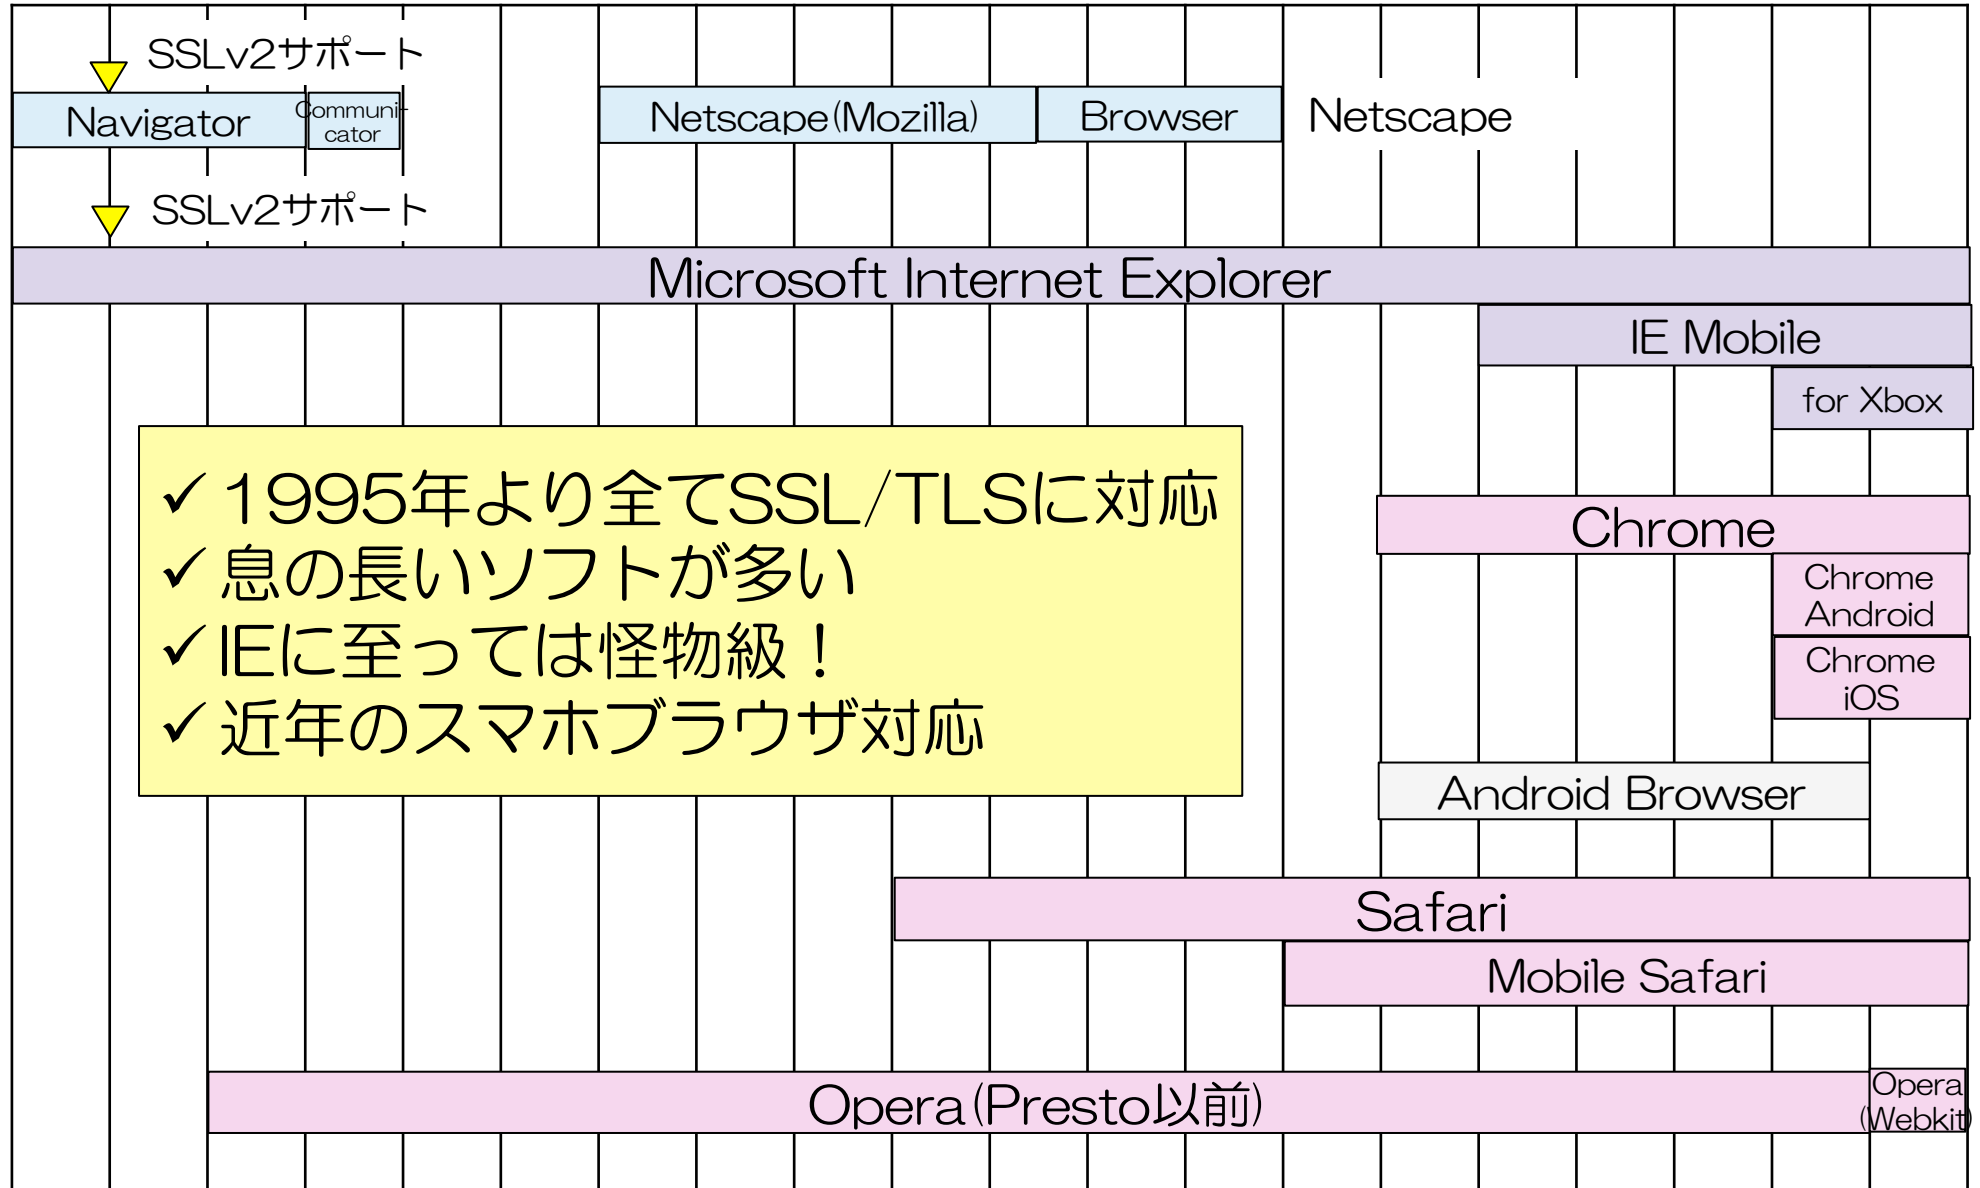 SSLv2サポート
Navigator
Communi-
cator
Netscape(Mozilla)
Browser
Netscape
SSLv2サポート
Microsoft Internet Explorer
IE Mobile
for Xbox
✓ 1995年より全てSSL/TLSに対応
✓ 息の長いソフトが多い
✓ IEに至っては怪物級！
✓ 近年のスマホブラウザ対応
Chrome
Chrome
Android
Chrome
iOS
Android Browser
Safari
Mobile Safari
Opera(Presto以前)
Opera
(Webkit)